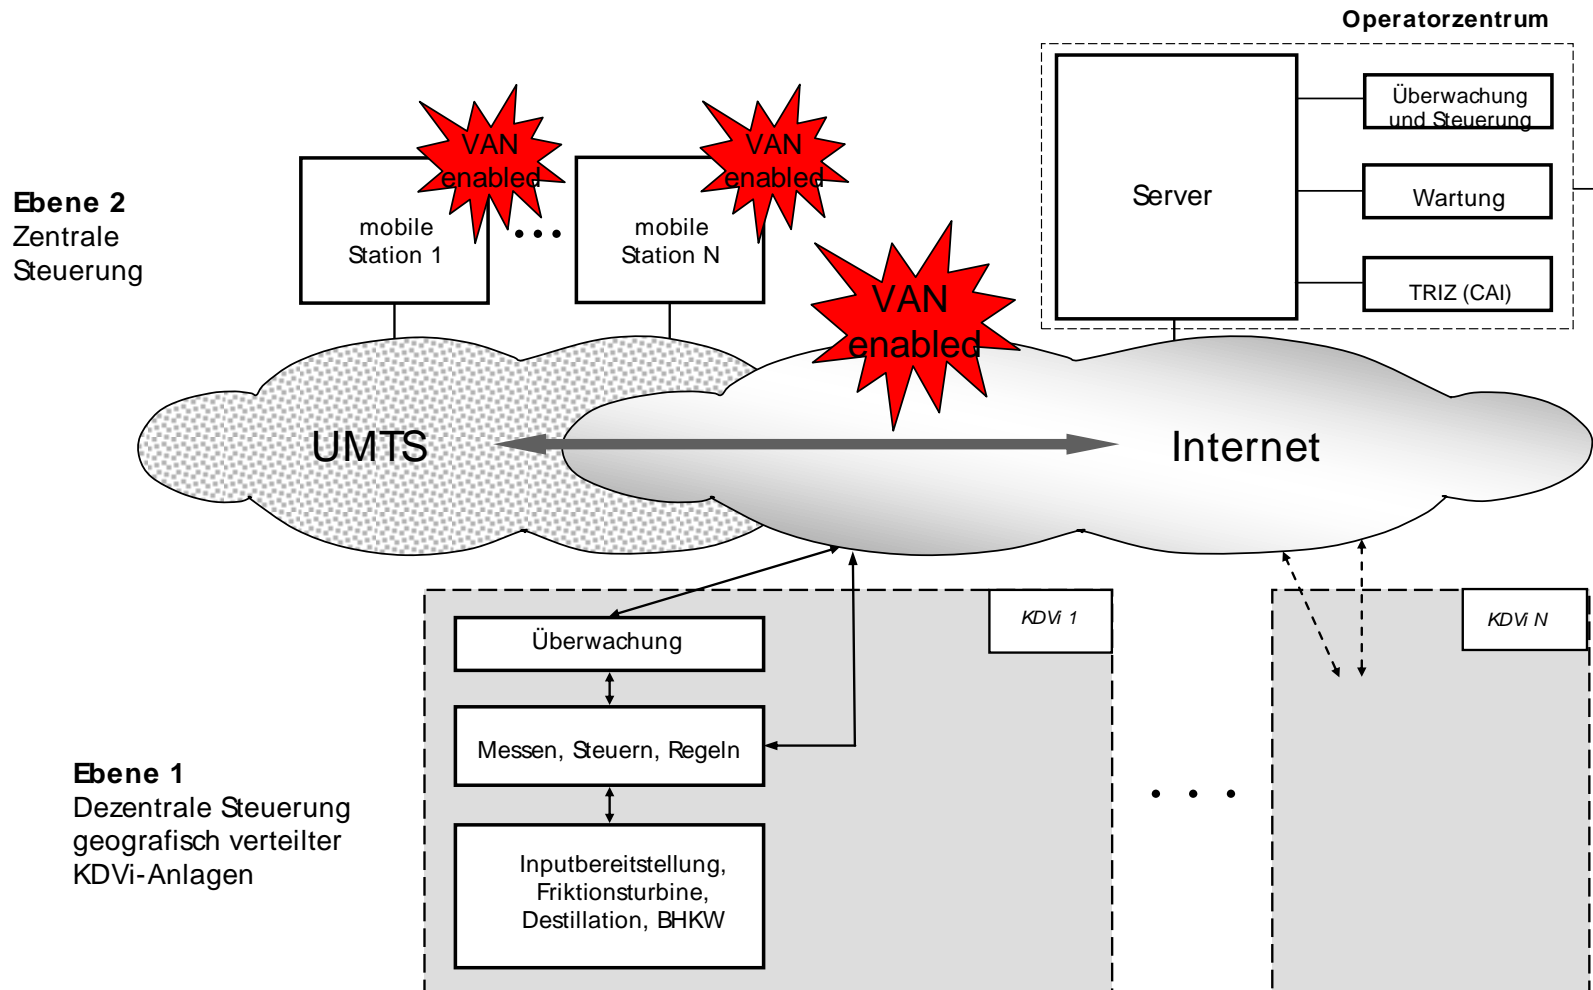 Operatorzentrum
Überwachung
und Steuerung
Server
Wartung
TRIZ (CAI)
VAN
enabled
VAN
enabled
Ebene 2
Zentrale
Steuerung
mobile
Station 1
mobile
Station N
VAN
enabled
UMTS
Internet
KDVi 1
KDVi N
Überwachung
Messen, Steuern, Regeln
Ebene 1
Dezentrale Steuerung
geografisch verteilter
KDVi-Anlagen
Inputbereitstellung,
Friktionsturbine,
Destillation, BHKW